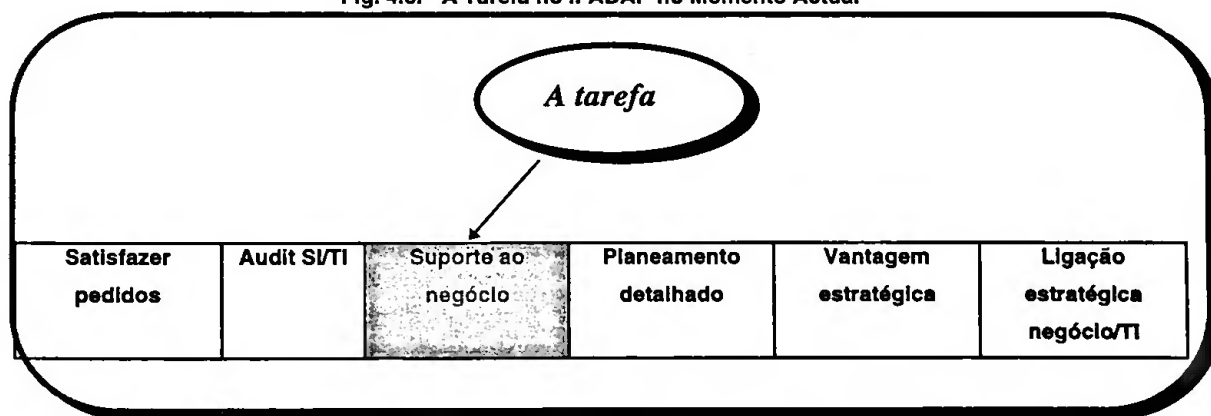 A tarefa
Satisfazer pedidos
Audit SI/TI
Suporte ao negócio
Planeamento detalhado
Vantagem estratégica
Ligação estratégica negócio/TI